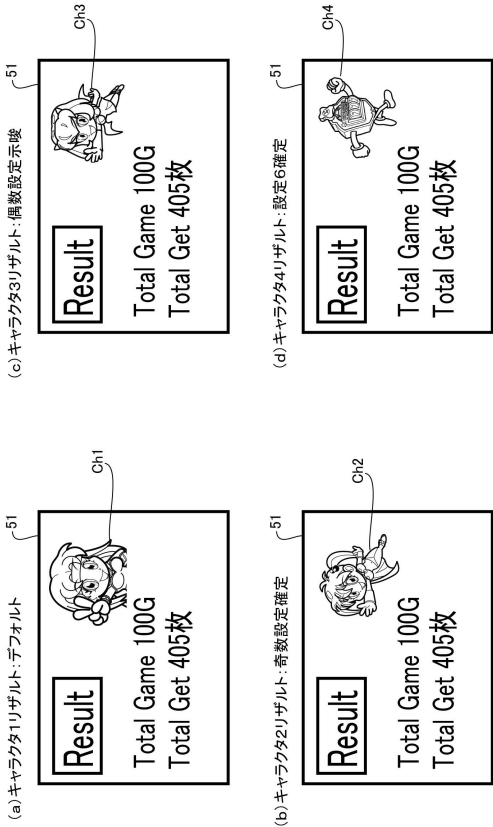 (a)キャラクタ1リザルト:デフォルト
51
Result
Ch1
Total Game 100G
Total Get 405枚
(b)キャラクタ2リザルト:奇数設定確定
51
Result
Ch2
Total Game 100G
Total Get 405枚
(c)キャラクタ3リザルト:偶数設定示唆
51
Result
Ch3
Total Game 100G
Total Get 405枚
(d)キャラクタ4リザルト:設定6確定
51
Result
Ch4
Total Game 100G
Total Get 405枚